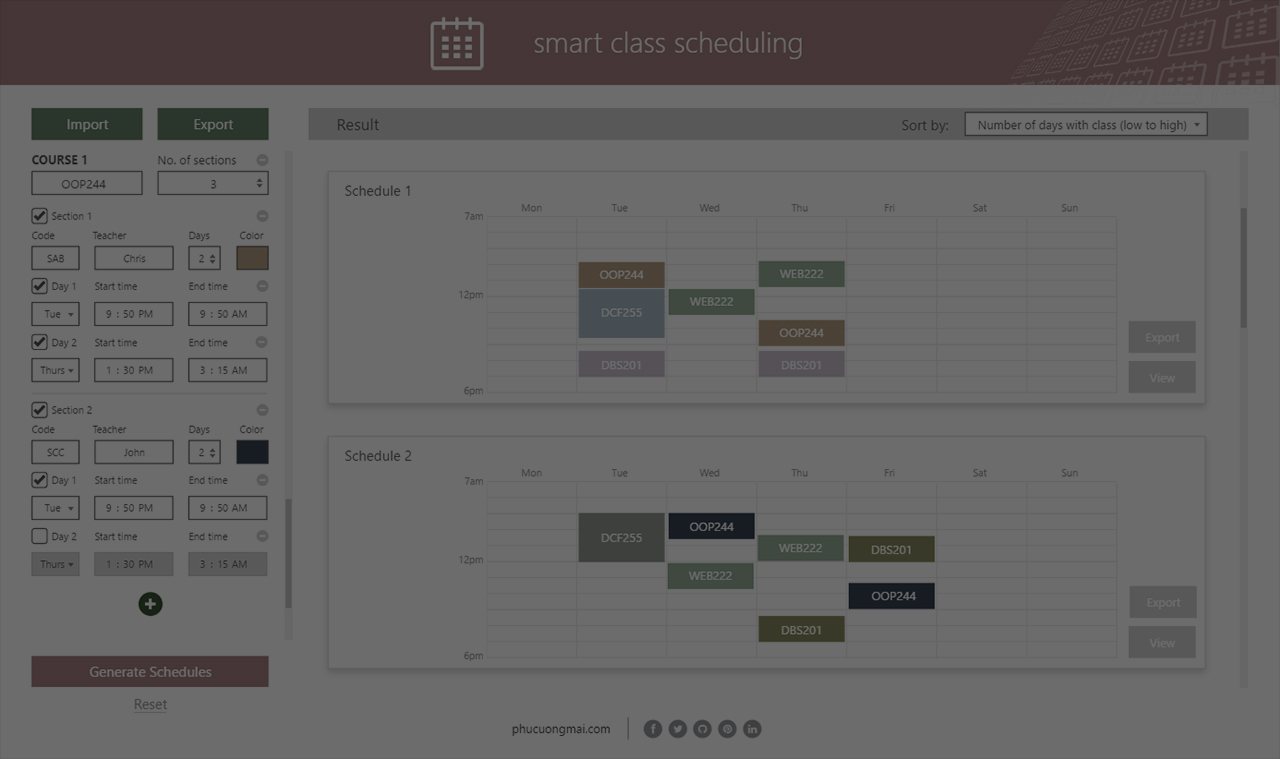 smart class scheduling
Import Export
COURSE 1 No. of sections
OOP244 3
Section 1
Code Teacher Days Color
SAB Chris 2
Day 1 Start time End time
Tue 9 : 50 PM 9 : 50 AM
Day 2 Start time End time
Thurs 1 : 30 PM 3 : 15 AM
Section 2
Code Teacher Days Color
SCC John 2
Day 1 Start time End time
Tue 9 : 50 PM 9 : 50 AM
Day 2 Start time End time
Thurs 1 : 30 PM 3 : 15 AM
Generate Schedules
Reset
Result Sort by: Number of days with class (low to high)
Schedule 1
Mon Tue Wed Thu Fri Sat Sun
7am
OOP244 WEB222
12pm
WEB222
DCF255
OOP244
DBS201 DBS201
6pm
Export
View
Schedule 2
Mon Tue Wed Thu Fri Sat Sun
7am
OOP244
DCF255
WEB222 DBS201
12pm
WEB222
OOP244
DBS201
6pm
Export
View
phucuongmai.com